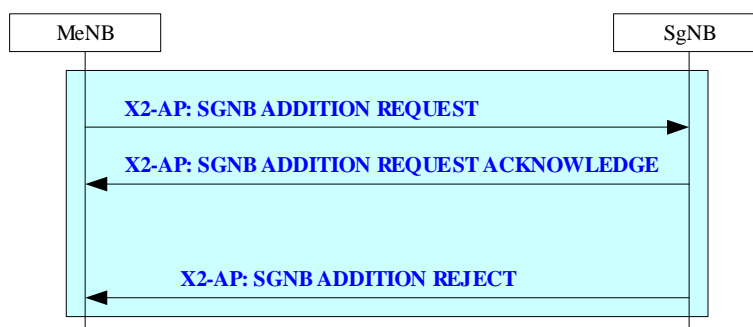 MeNB
SgNB
X2-AP: SGNB ADDITION REQUEST
X2-AP: SGNB ADDITION REQUEST ACKNOWLEDGE
X2-AP: SGNB ADDITION REJECT